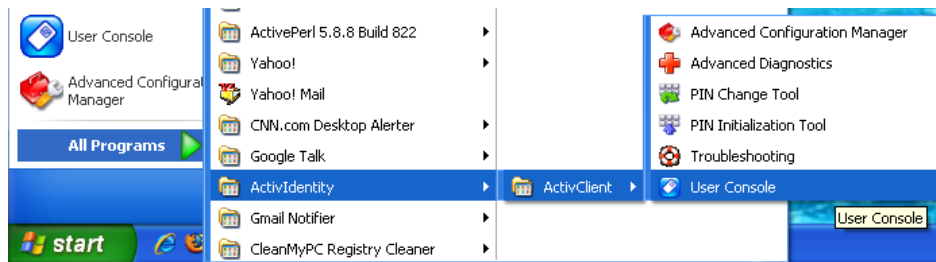 User Console
Advanced Configurat
Manager
All Programs
start
ActivePerl 5.8.8 Build 822
Yahoo!
Yahoo! Mail
CNN.com Desktop Alerter
Google Talk
ActivIdentity
Gmail Notifier
CleanMyPC Registry Cleaner
ActivClient
Advanced Configuration Manager
Advanced Diagnostics
PIN Change Tool
PIN Initialization Tool
Troubleshooting
User Console
User Console